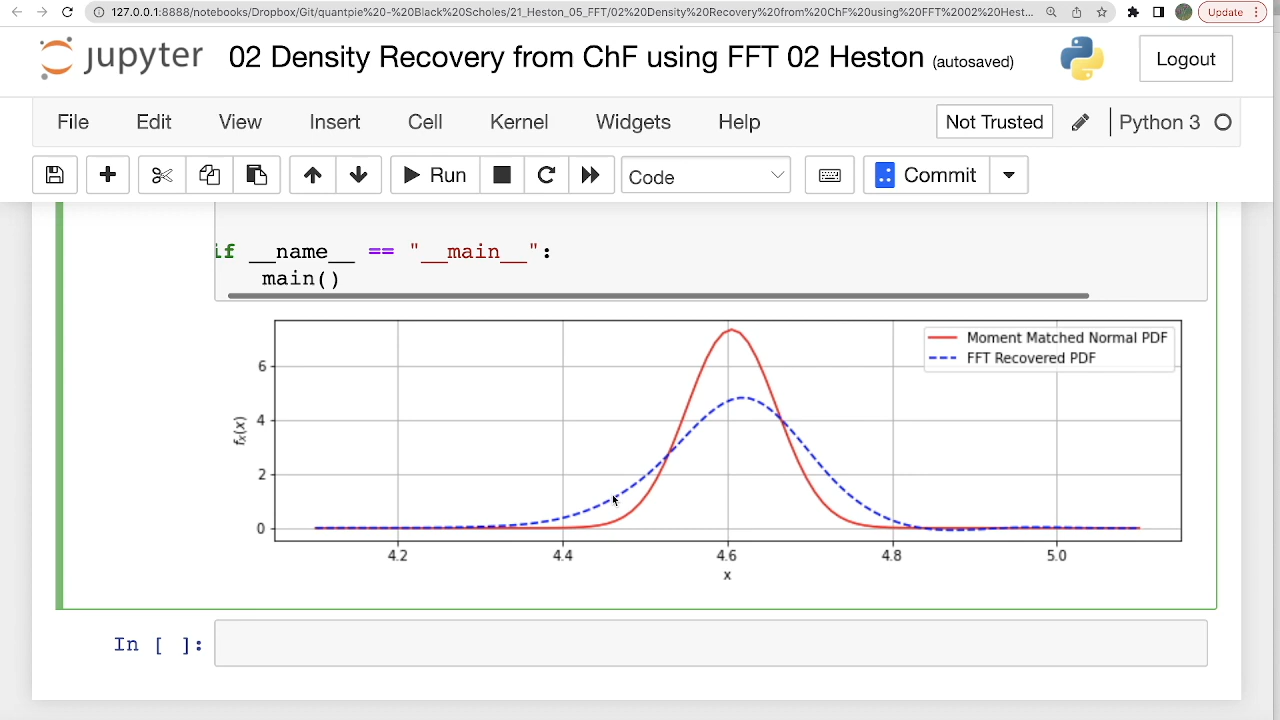 127.0.0.1:8888/notebooks/Dropbox/Git/quantpie%20-%20Black%20Scholes/21_Heston_05_FFT/02%20Density%20Recovery%20from%20ChF%20using%20FFT%2002%20Hest...
Update
jupyter 02 Density Recovery from ChF using FFT 02 Heston (autosaved)
Logout
File Edit View Insert Cell Kernel Widgets Help
Not Trusted
Python 3
Run
Code
Commit
if __name__ == "__main__":
main()
Moment Matched Normal PDF
FFT Recovered PDF
6
4
2
0
fX(x)
4.2 4.4 4.6 4.8 5.0
x
In [ ]: